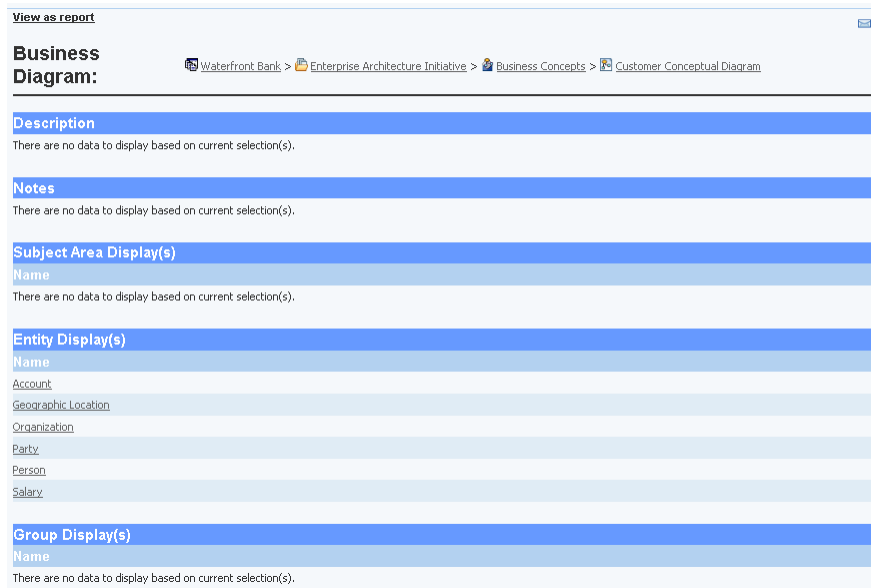 View as report
Business
Diagram:
Waterfront Bank > Enterprise Architecture Initiative > Business Concepts > Customer Conceptual Diagram
Description
There are no data to display based on current selection(s).
Notes
There are no data to display based on current selection(s).
Subject Area Display(s)
Name
There are no data to display based on current selection(s).
Entity Display(s)
Name
Account
Geographic Location
Organization
Party
Person
Salary
Group Display(s)
Name
There are no data to display based on current selection(s).